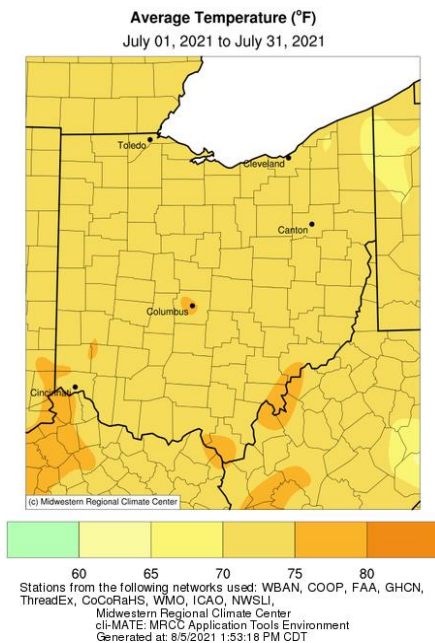 Average Temperature (°F)
July 01, 2021 to July 31, 2021
Toledo
Cleveland
Canton
Columbus
Cincinnati
(c) Midwestern Regional Climate Center
60 65 70 75 80
Stations from the following networks used: WBAN, COOP, FAA, GHCN,
ThreadEx, CoCoRaHS, WMO, ICAO, NWSLI,
Midwestern Regional Climate Center
cli-MATE: MRCC Application Tools Environment
Generated at: 8/5/2021 1:53:18 PM CDT